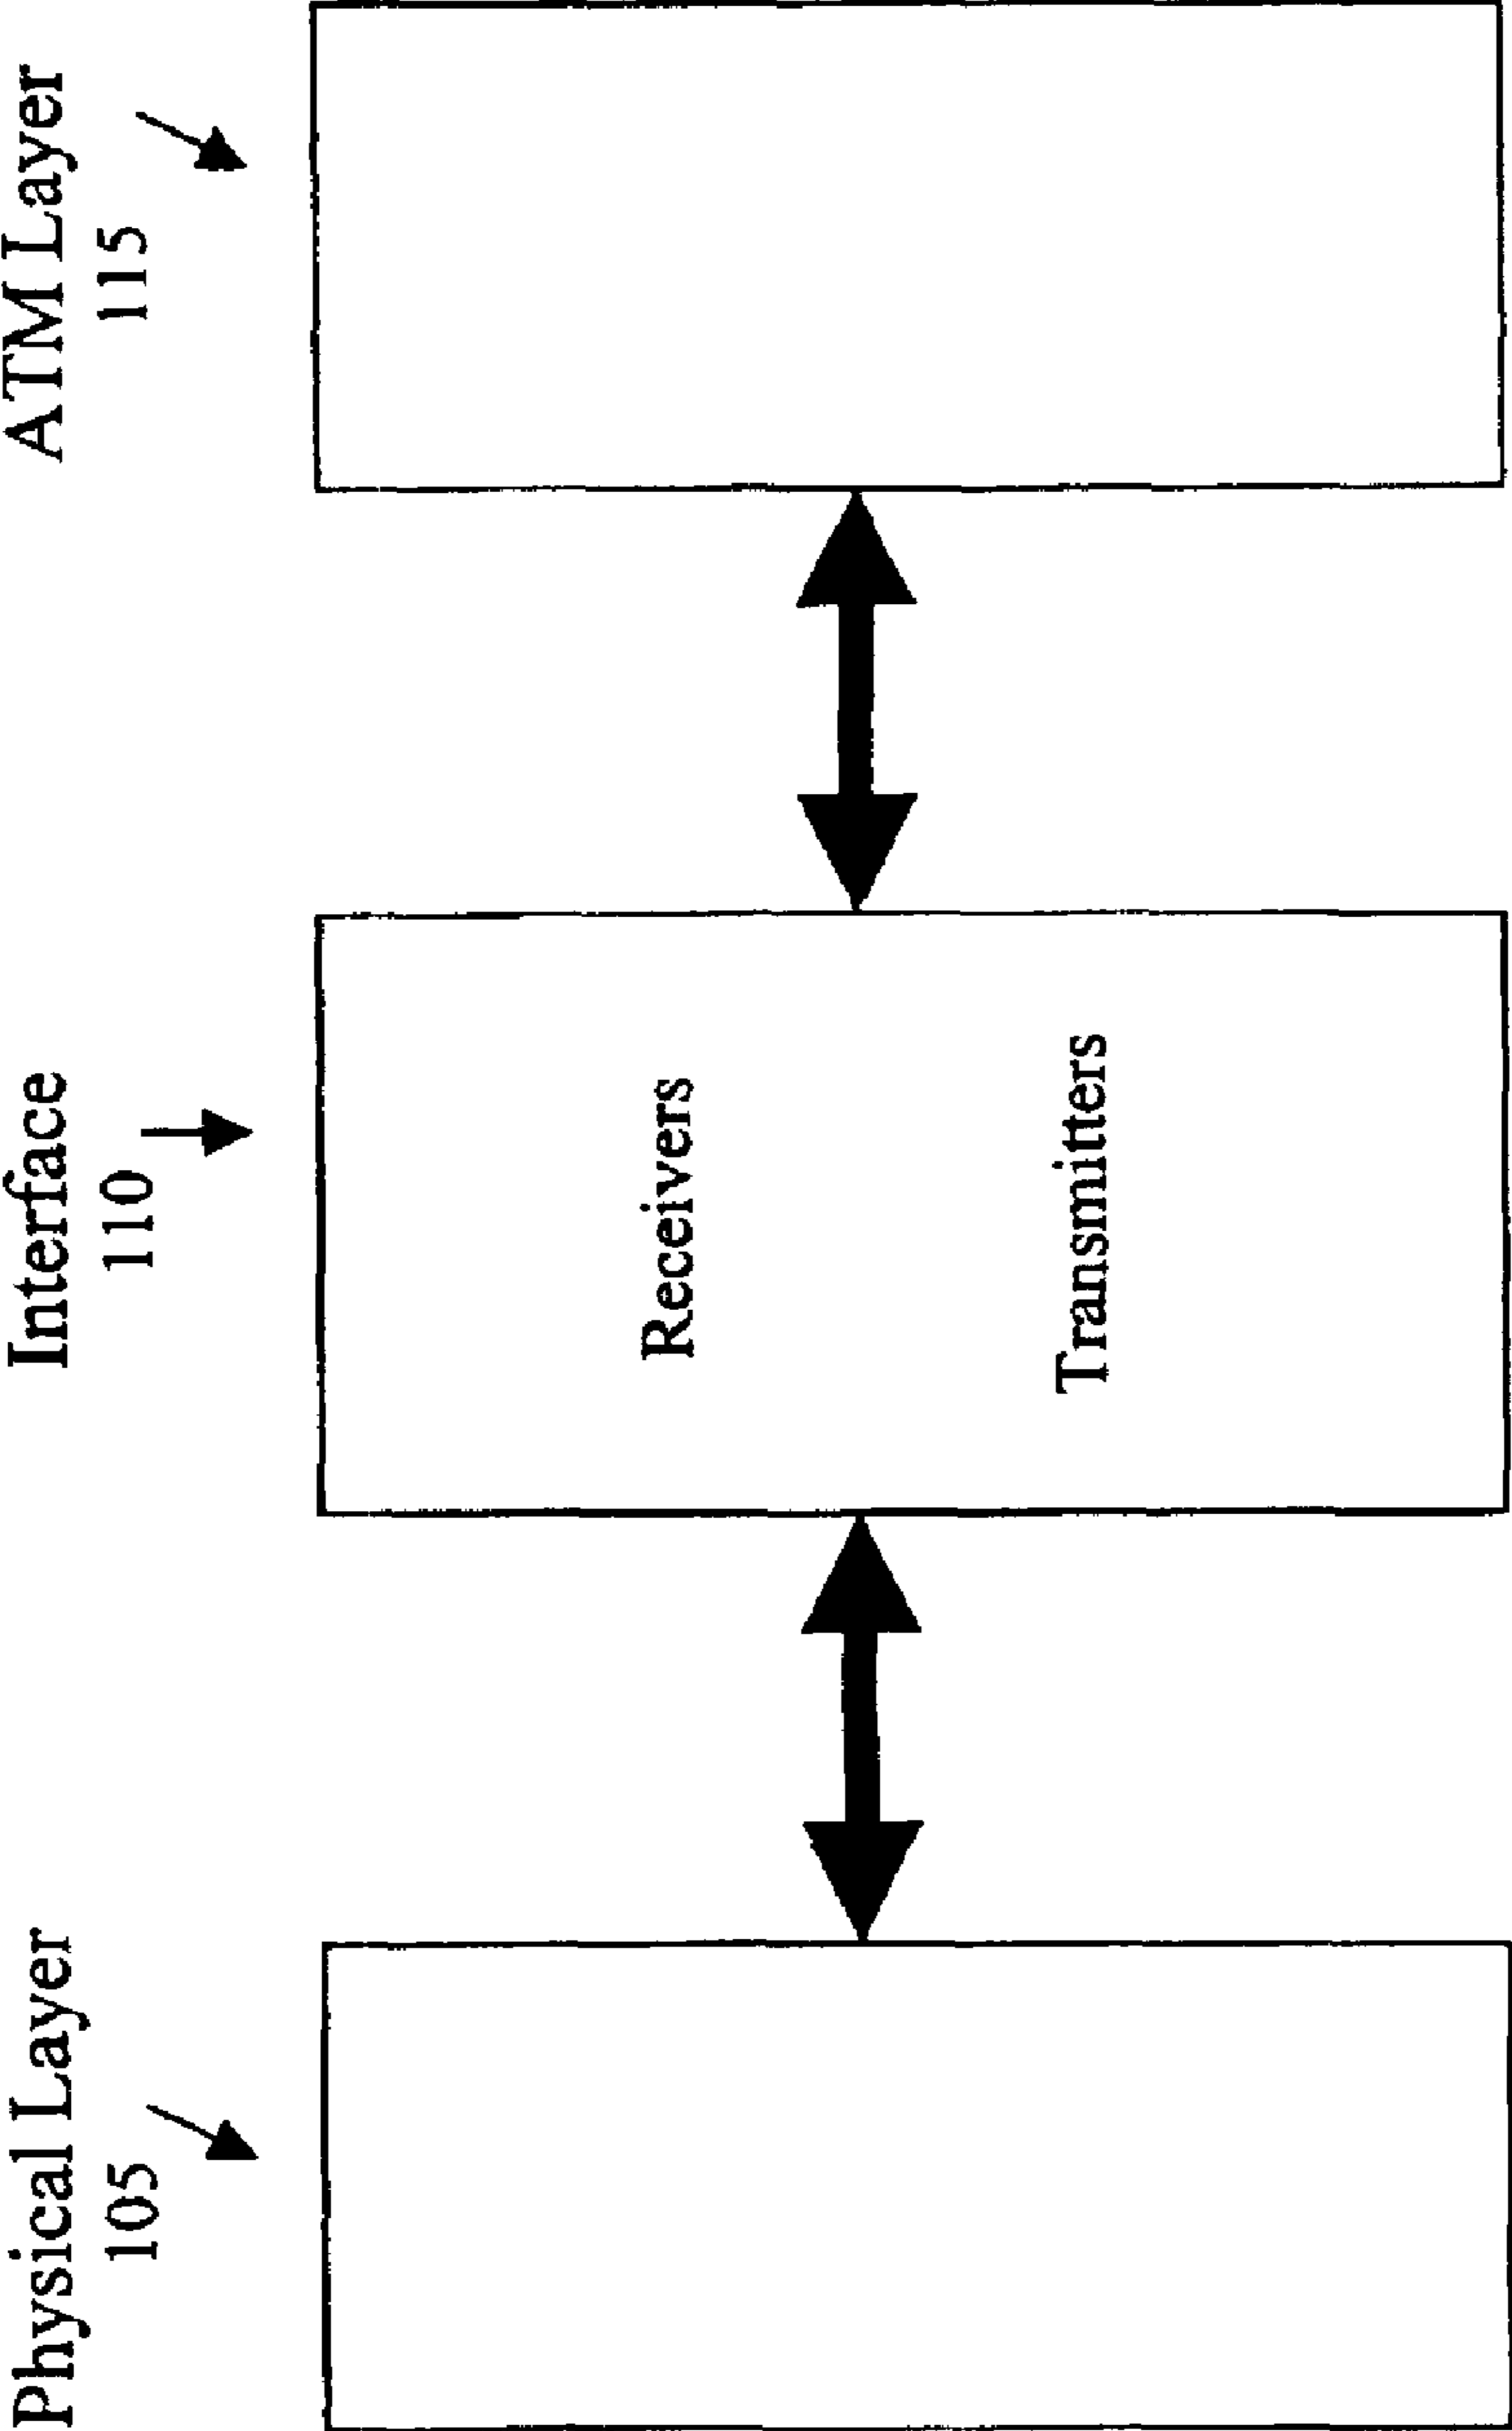 Physical Layer
105
Interface
110
Receivers
Transmitters
ATM Layer
115